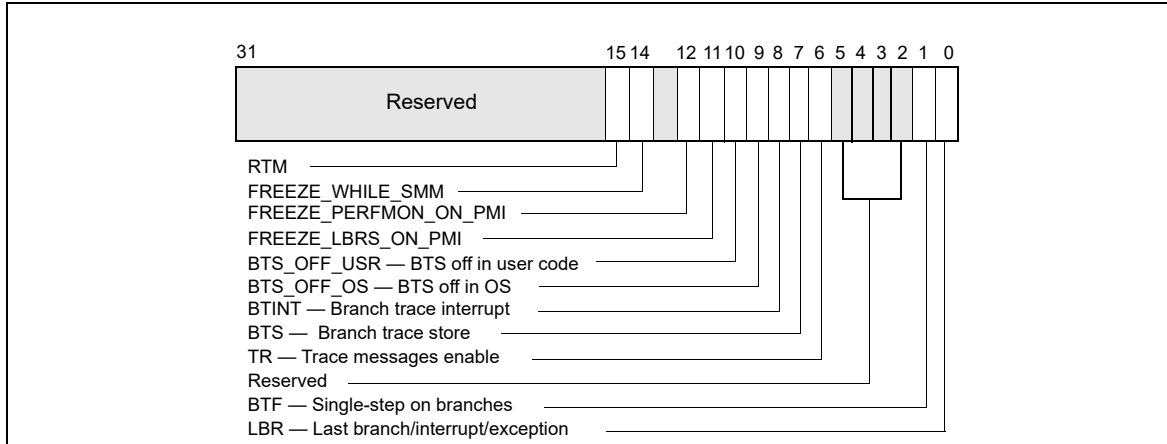 31 15 14 12 11 10 9 8 7 6 5 4 3 2 1 0
Reserved
RTM
FREEZE_WHILE_SMM
FREEZE_PERFMON_ON_PMI
FREEZE_LBRS_ON_PMI
BTS_OFF_USR — BTS off in user code
BTS_OFF_OS — BTS off in OS
BTINT — Branch trace interrupt
BTS — Branch trace store
TR — Trace messages enable
Reserved
BTF — Single-step on branches
LBR — Last branch/interrupt/exception